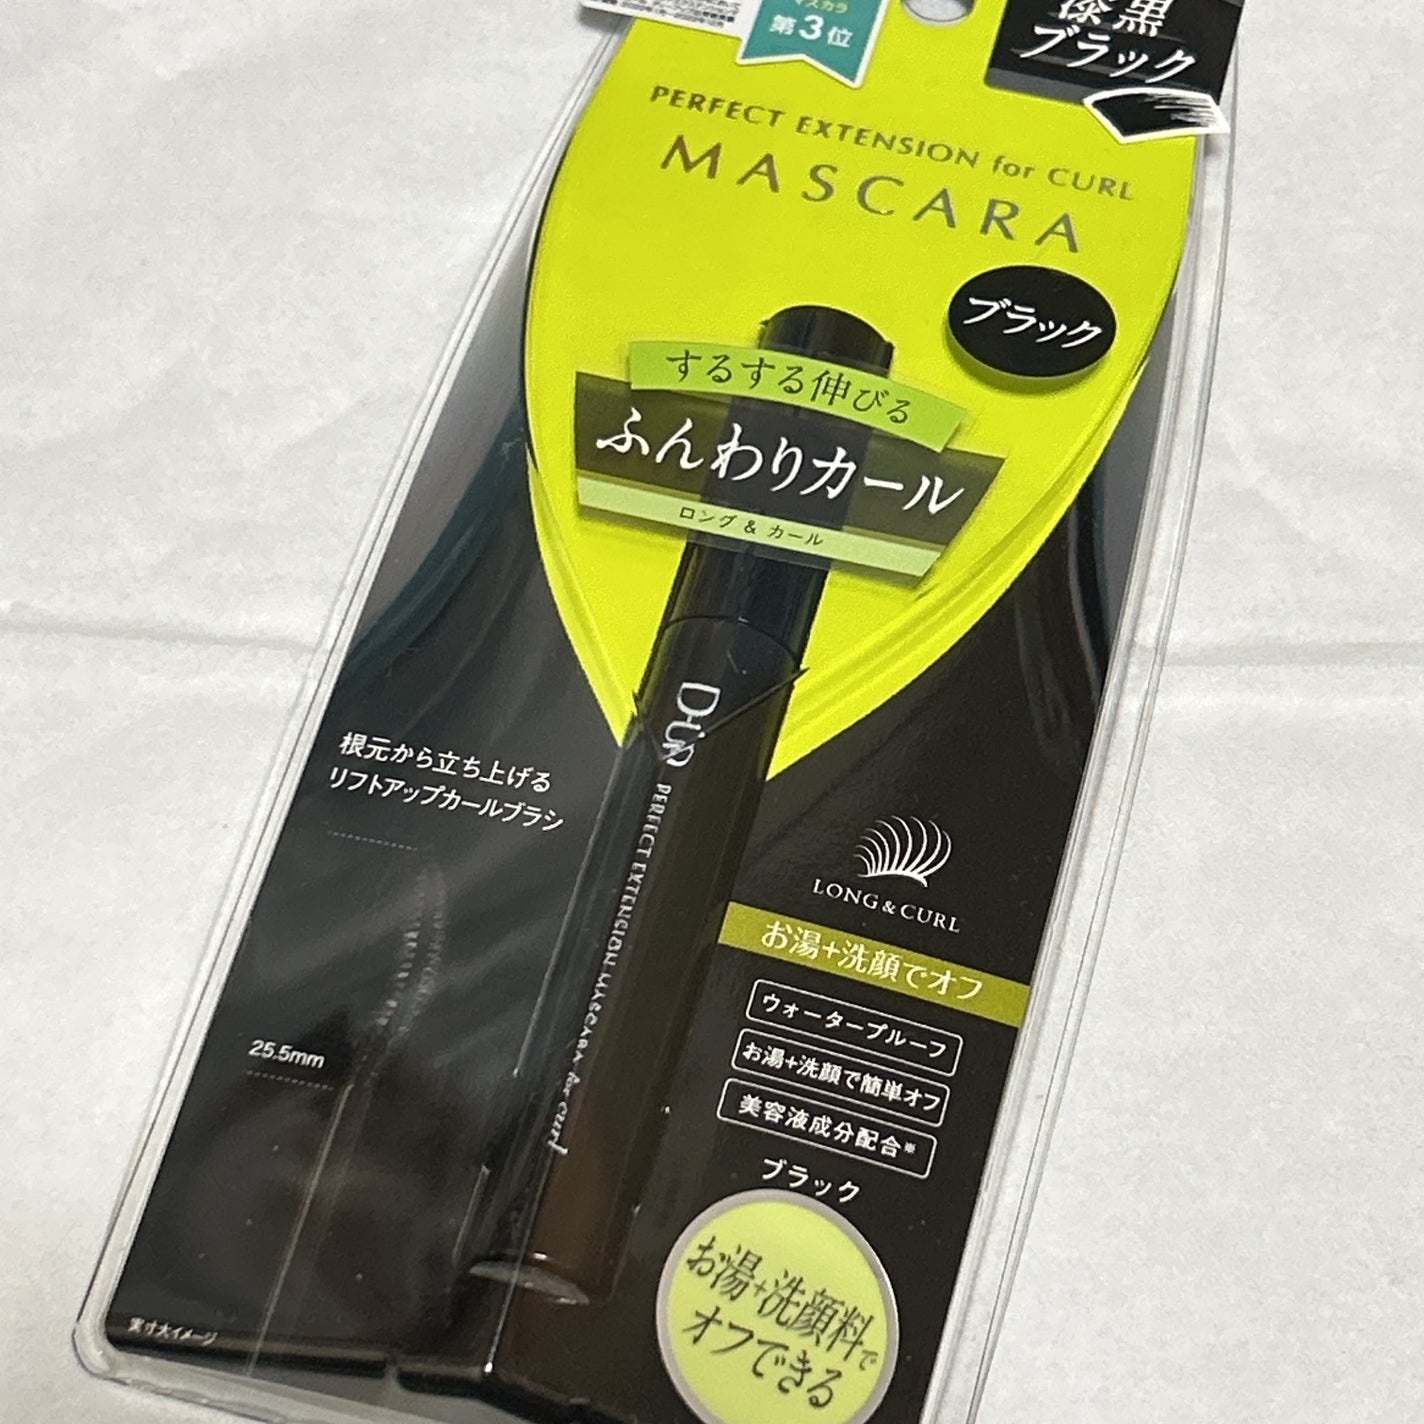 マスカラ
第3位
漆黒
ブラック
PERFECT EXTENSION for CURL
MASCARA
ブラック
するする伸びる
ふんわりカール
ロング & カール
D-UP
PERFECT EXTENSION MASCARA for curl
根元から立ち上げる
リフトアップカールブラシ
25.5mm
実寸大イメージ
LONG & CURL
お湯+洗顔でオフ
ウォータープルーフ
お湯+洗顔で簡単オフ
美容液成分配合※
ブラック
お湯+洗顔料で
オフできる